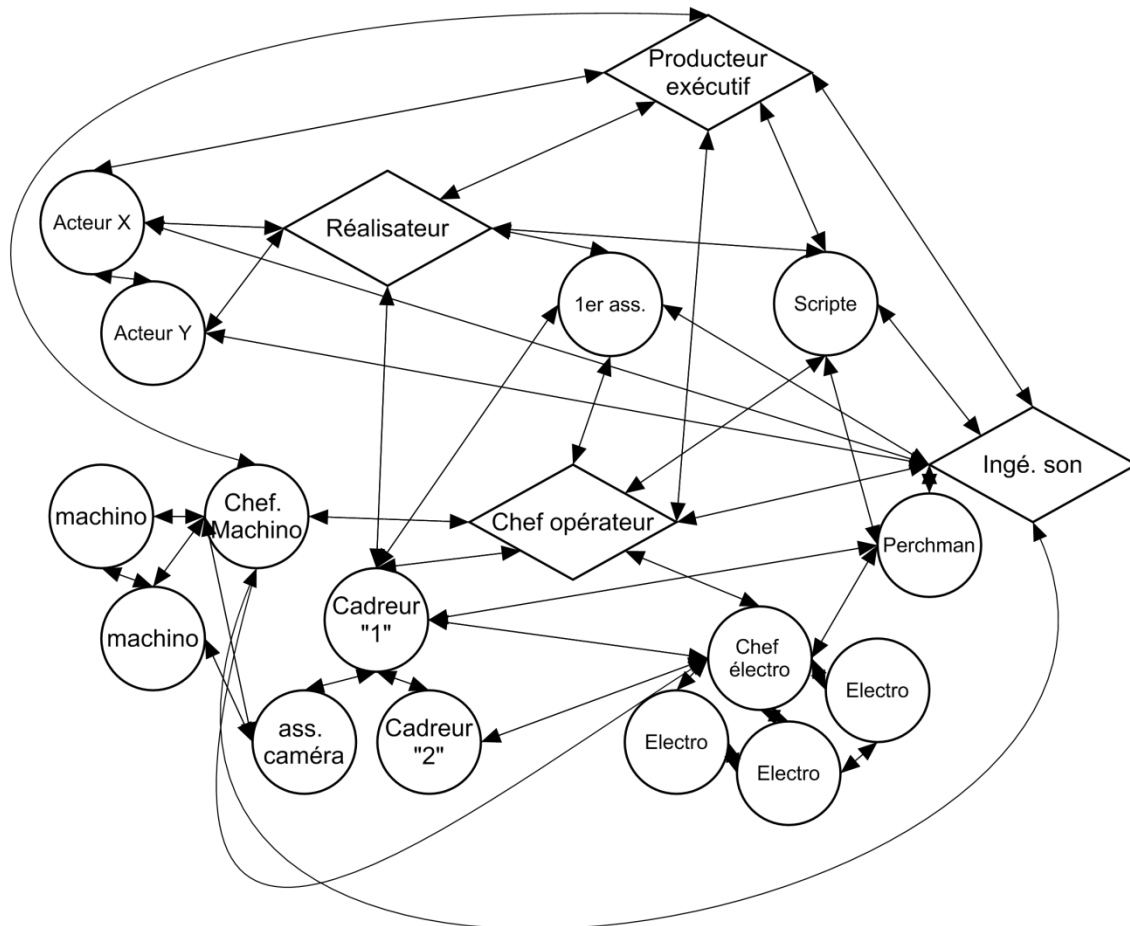 Producteur
exécutif
Acteur X
Réalisateur
Acteur Y
1er ass.
Scripte
Ingé. son
machino
Chef.
Machino
Chef opérateur
Perchman
machino
Cadreur
"1"
Chef
électro
Electro
ass.
caméra
Cadreur
"2"
Electro
Electro